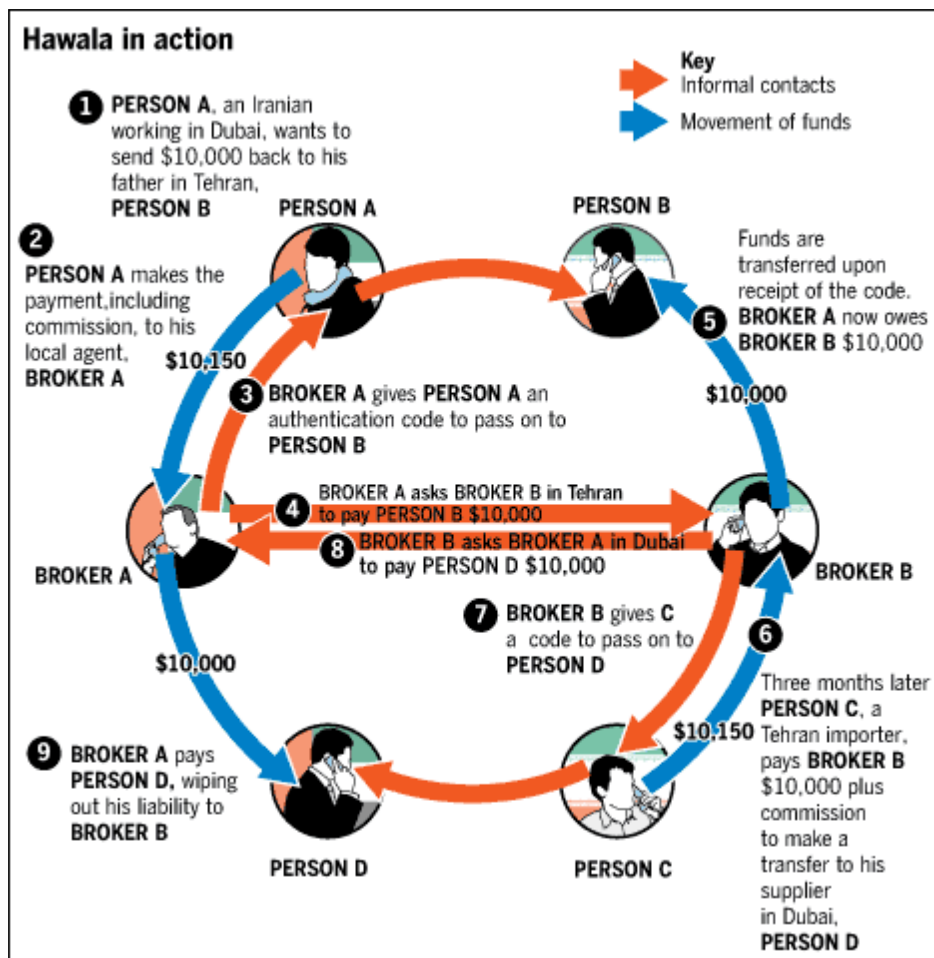 Hawala in action
Key
Informal contacts
Movement of funds
1 PERSON A, an Iranian
working in Dubai, wants to
send $10,000 back to his
father in Tehran,
PERSON B
PERSON A
PERSON B
2
PERSON A makes the
payment,including
commission, to his
local agent,
BROKER A
$10,150
3 BROKER A gives PERSON A an
authentication code to pass on to
PERSON B
Funds are
transferred upon
receipt of the code.
5 BROKER A now owes
BROKER B $10,000
$10,000
BROKER A asks BROKER B in Tehran
4 to pay PERSON B $10,000
8 BROKER B asks BROKER A in Dubai
to pay PERSON D $10,000
BROKER A
BROKER B
7 BROKER B gives C
a code to pass on to
PERSON D
6
Three months later
PERSON C, a
Tehran importer,
pays BROKER B
$10,000 plus
commission
to make a
transfer to his
supplier
in Dubai,
PERSON D
$10,150
$10,000
9 BROKER A pays
PERSON D, wiping
out his liability to
BROKER B
PERSON D
PERSON C